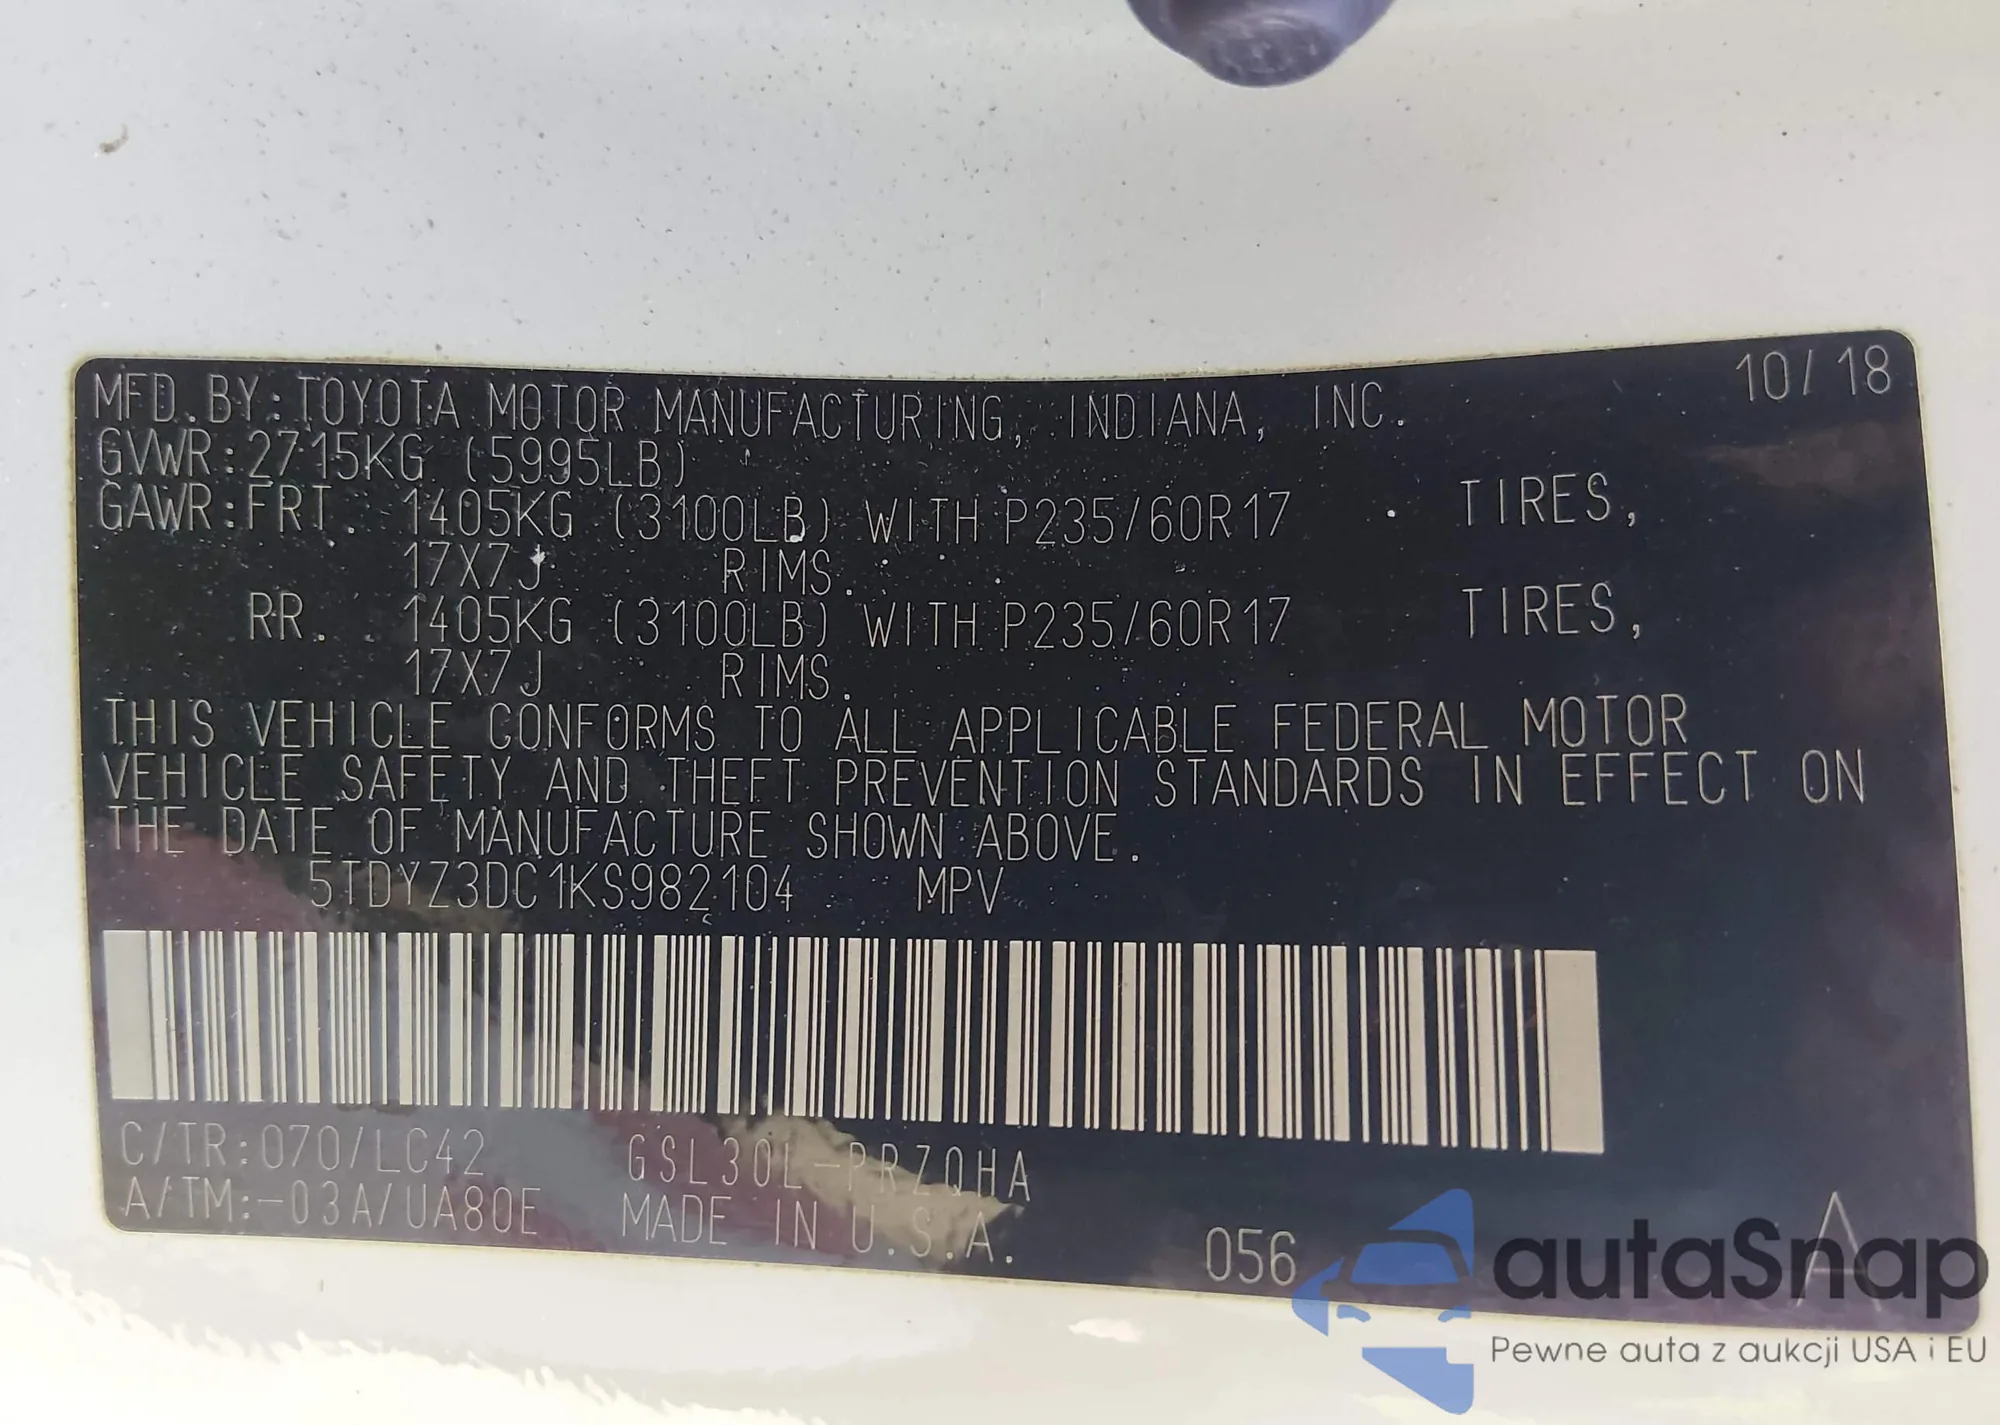 MFD. BY: TOYOTA MOTOR MANUFACTURING, INDIANA, INC. 10/18
GVWR: 2715KG (5995LB)
GAWR: FRT. 1405KG (3100LB) WITH P235/60R17 TIRES,
17X7J RIMS.
RR. 1405KG (3100LB) WITH P235/60R17 TIRES,
17X7J RIMS.
THIS VEHICLE CONFORMS TO ALL APPLICABLE FEDERAL MOTOR
VEHICLE SAFETY AND THEFT PREVENTION STANDARDS IN EFFECT ON
THE DATE OF MANUFACTURE SHOWN ABOVE.
5TDYZ3DC1KS982104 MPV
C/TR: 070/LC42 GSL30L-PRZQHA
A/TM: -03A/UA80E MADE IN U.S.A. 056 A
autoSnap
Pewne auta z aukcji USA i EU